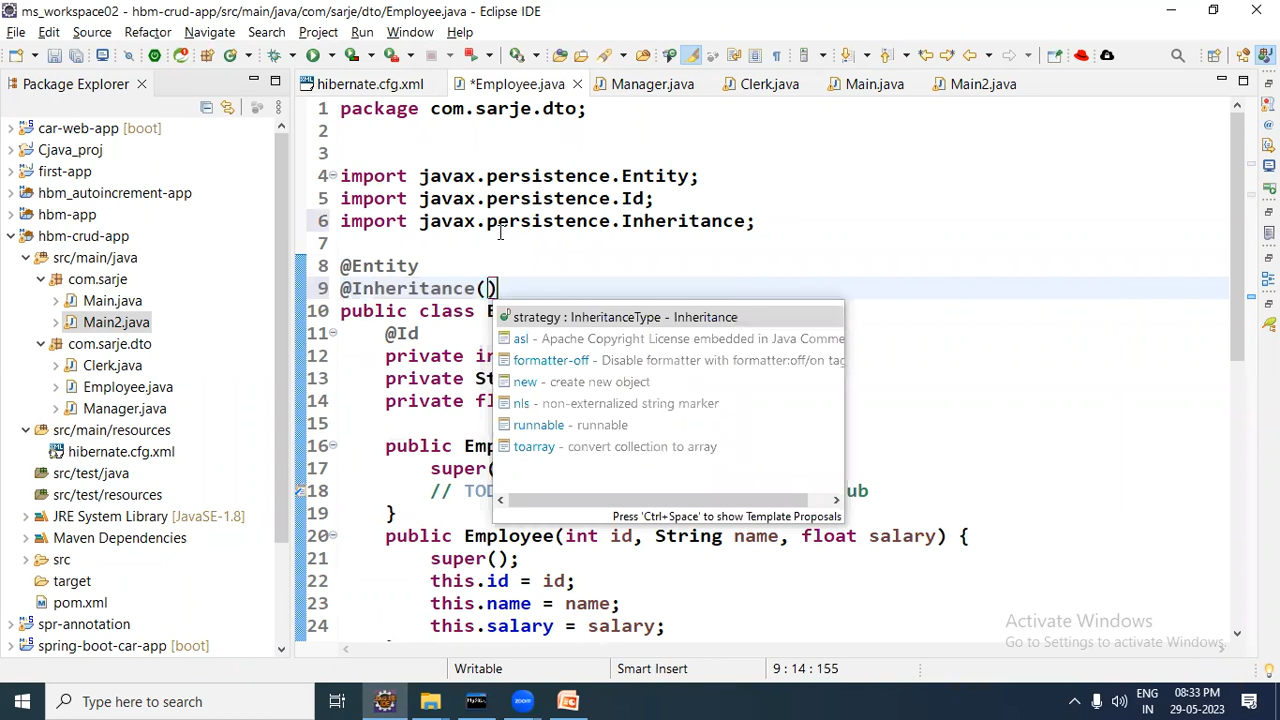 ms_workspace02 - hbm-crud-app/src/main/java/com/sarje/dto/Employee.java - Eclipse IDE
File Edit Source Refactor Navigate Search Project Run Window Help
Package Explorer
hibernate.cfg.xml *Employee.java Manager.java Clerk.java Main.java Main2.java
car-web-app [boot]
Cjava_proj
first-app
hbm_autoincrement-app
hbm-app
hbm-crud-app
src/main/java
com.sarje
Main.java
Main2.java
com.sarje.dto
Clerk.java
Employee.java
Manager.java
src/main/resources
hibernate.cfg.xml
src/test/java
src/test/resources
JRE System Library [JavaSE-1.8]
Maven Dependencies
src
target
pom.xml
spr-annotation
spring-boot-car-app [boot]
1 package com.sarje.dto;
2
3
4 import javax.persistence.Entity;
5 import javax.persistence.Id;
6 import javax.persistence.Inheritance;
7
8 @Entity
9 @Inheritance()
10 public class E
11 @Id
12 private in
13 private St
14 private fl
15
16 public Emp
17 super(
18 // TOD ub
19 }
20 public Employee(int id, String name, float salary) {
21 super();
22 this.id = id;
23 this.name = name;
24 this.salary = salary;
strategy : InheritanceType - Inheritance
asl - Apache Copyright License embedded in Java Comme
formatter-off - Disable formatter with formatter:off/on tag
new - create new object
nls - non-externalized string marker
runnable - runnable
toarray - convert collection to array
Press 'Ctrl+Space' to show Template Proposals
Activate Windows
Go to Settings to activate Windows.
Writable Smart Insert 9 : 14 : 155
Type here to search
ENG
IN
08:33 PM
29-05-2023